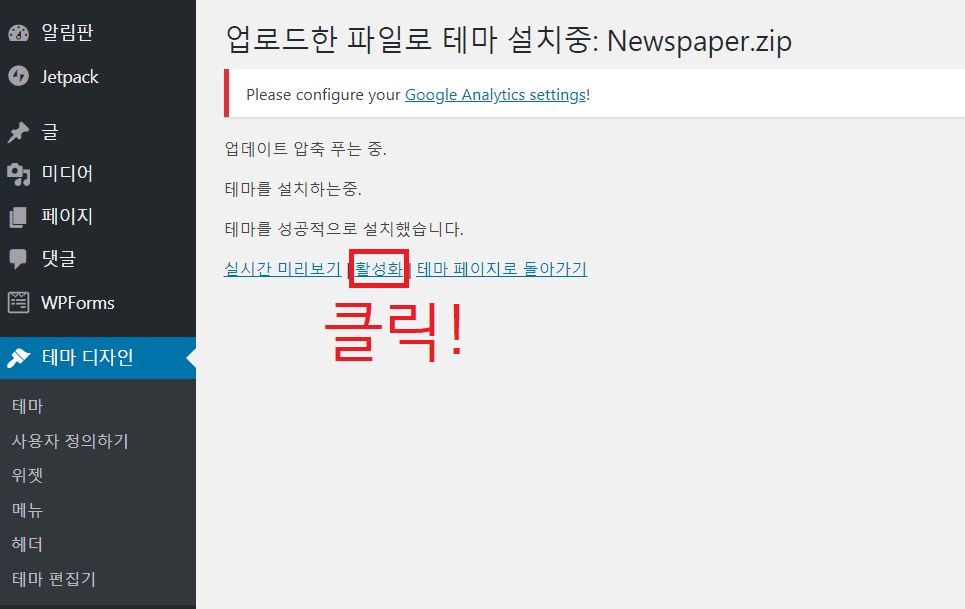 알림판
Jetpack
글
미디어
페이지
댓글
WPForms
테마 디자인
테마
사용자 정의하기
위젯
메뉴
헤더
테마 편집기
업로드한 파일로 테마 설치중: Newspaper.zip
Please configure your Google Analytics settings!
업데이트 압축 푸는 중.
테마를 설치하는중.
테마를 성공적으로 설치했습니다.
실시간 미리보기 | 활성화 | 테마 페이지로 돌아가기
클릭!